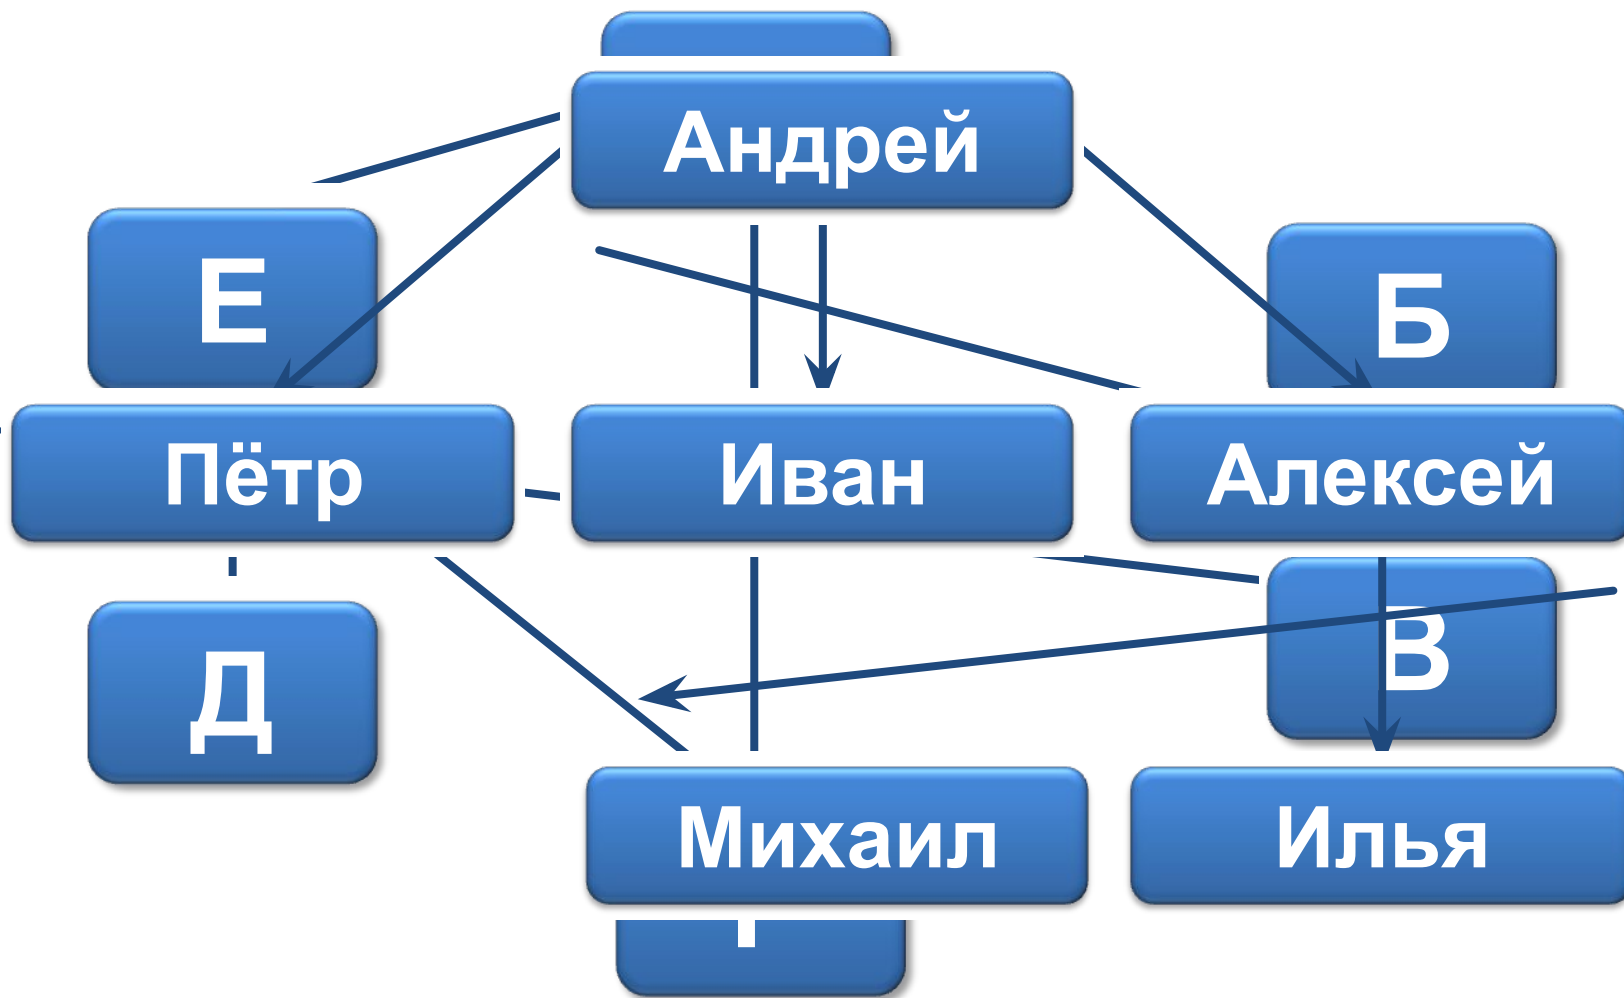 Андрей
Е
Б
Пётр
Иван
Алексей
В
Д
Михаил
Илья